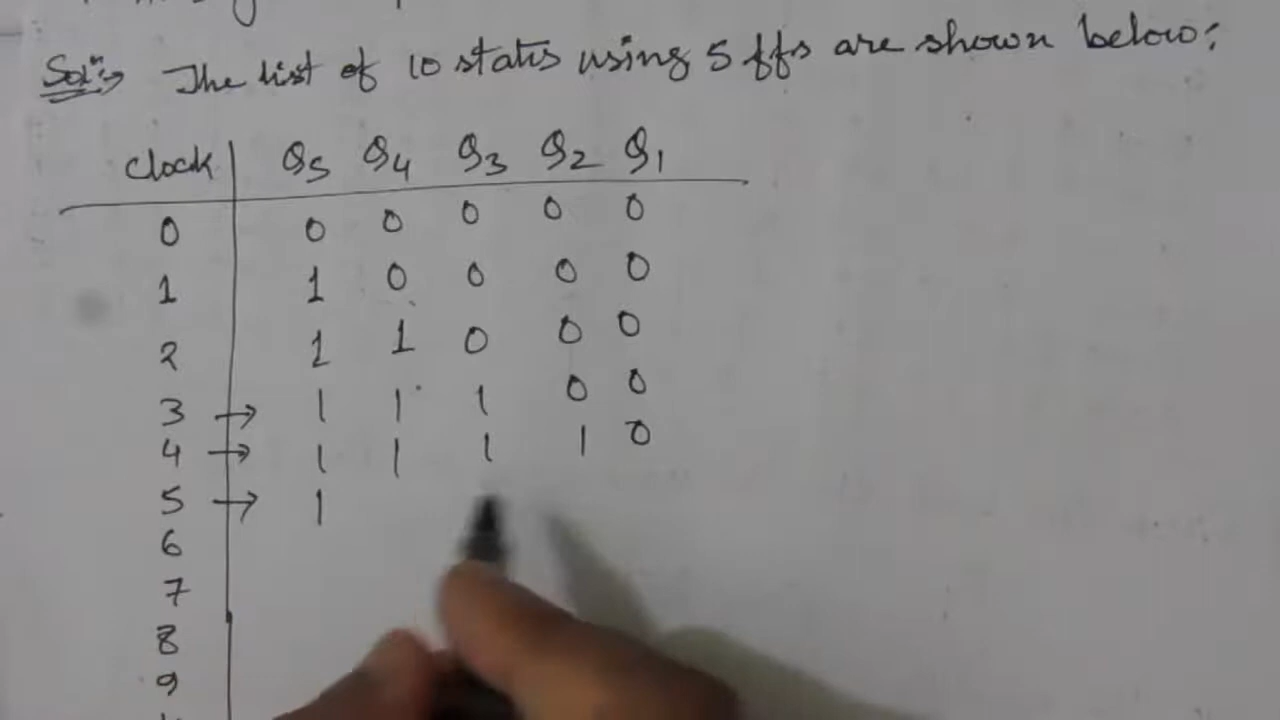 Soln:→ The list of 10 states using 5 ffs are shown below:
Clock Q5 Q4 Q3 Q2 Q1
0 0 0 0 0 0
1 1 0 0 0 0
2 1 1 0 0 0
3 → 1 1 1 0 0
4 → 1 1 1 1 0
5 → 1
6
7
8
9